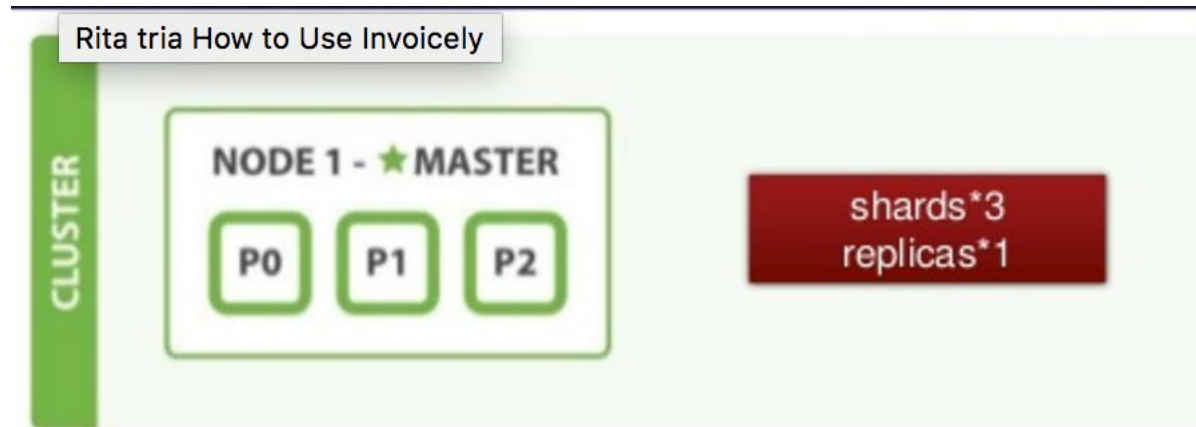 Rita tria How to Use Invoicely
CLUSTER
NODE 1 - ★ MASTER
P0 P1 P2
shards*3
replicas*1